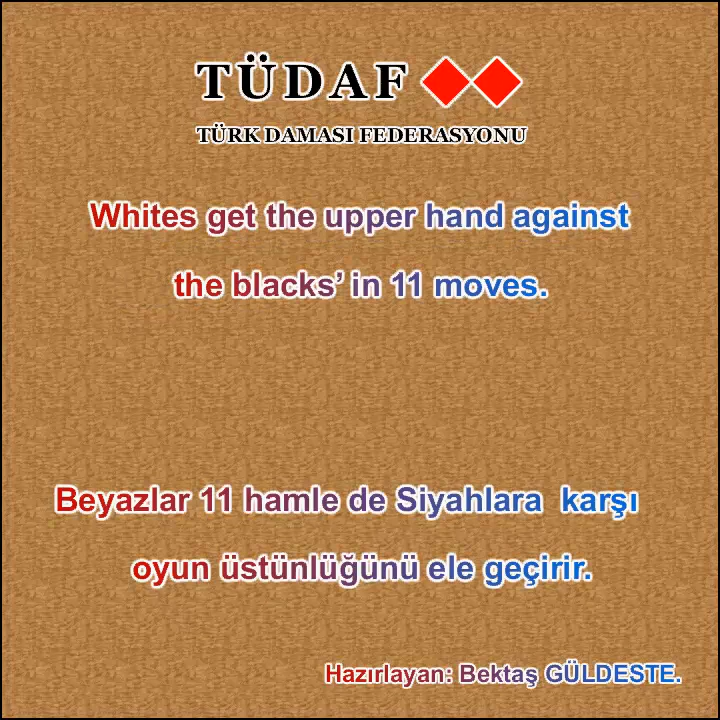 TÜDAF
TÜRK DAMASI FEDERASYONU
Whites get the upper hand against
the blacks’ in 11 moves.
Beyazlar 11 hamle de Siyahlara karşı
oyun üstünlüğünü ele geçirir.
Hazırlayan: Bektaş GÜLDESTE.